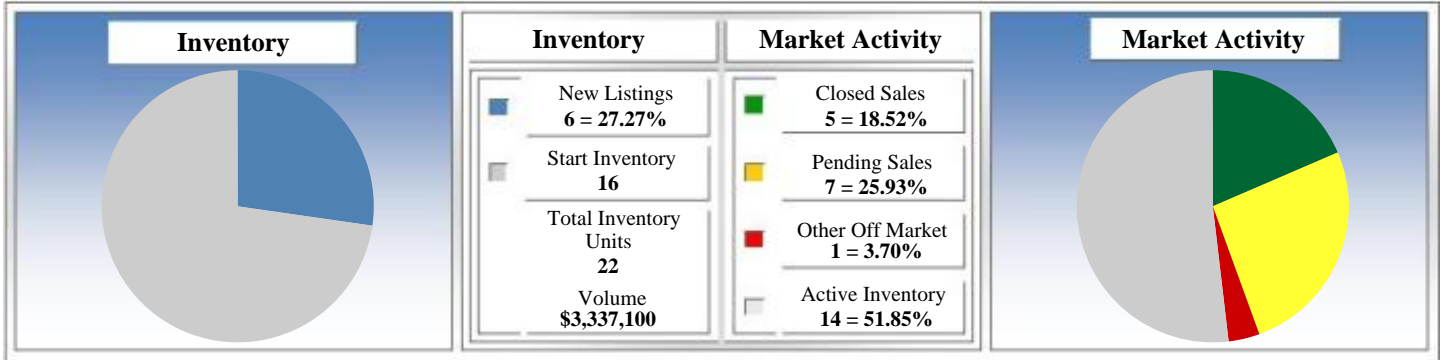 Inventory
Inventory
Market Activity
New Listings
6 = 27.27%
Start Inventory
16
Total Inventory
Units
22
Volume
$3,337,100
Closed Sales
5 = 18.52%
Pending Sales
7 = 25.93%
Other Off Market
1 = 3.70%
Active Inventory
14 = 51.85%
Market Activity